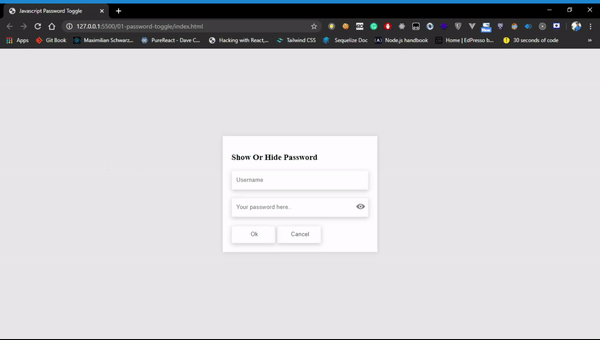 Javascript Password Toggle
127.0.0.1:5500/01-password-toggle/index.html
Apps Git Book Maximilian Schwarz... PureReact - Dave C... Hacking with React,... Tailwind CSS Sequelize Doc Node.js handbook Home | EdPresso b... 30 seconds of code
Show Or Hide Password
Username
Your password here..
Ok Cancel